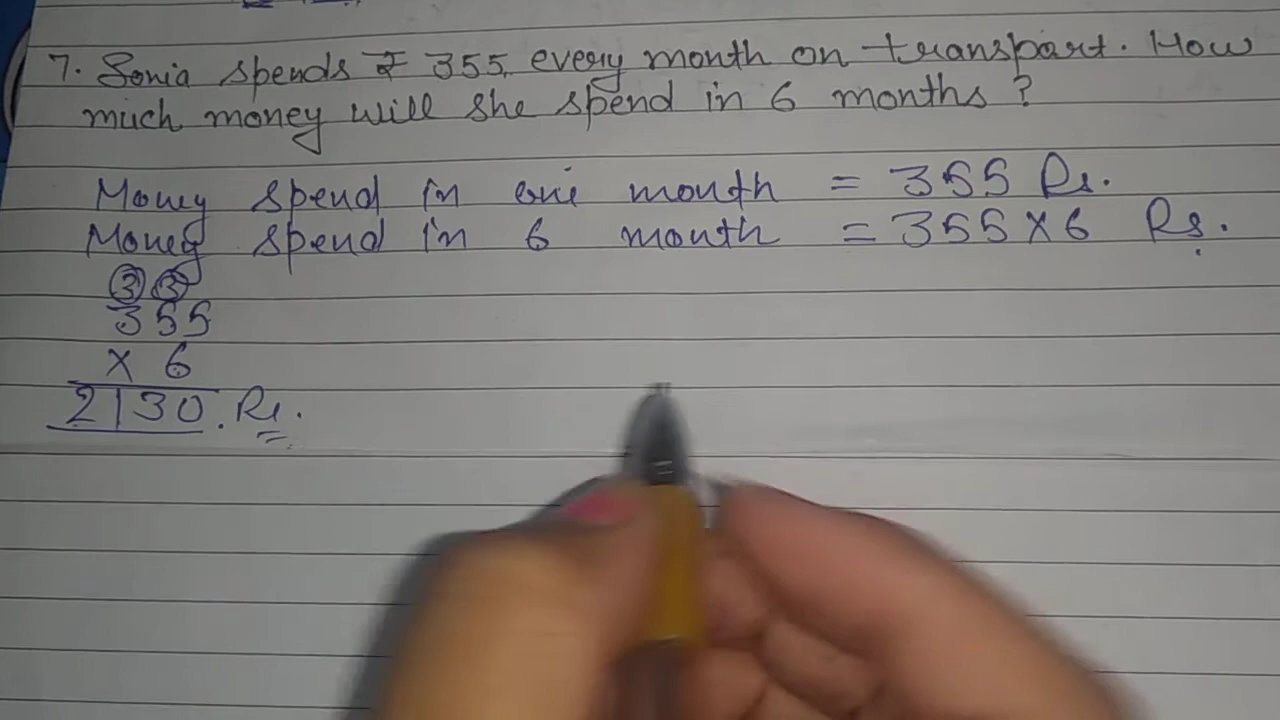 7. Sonia spends ₹ 355 every month on transpart. How
much money will she spend in 6 months ?
Money spend in one month = 355 Rs.
Money spend in 6 month = 355 × 6 Rs.
3 3
355
× 6
2130. Rs.